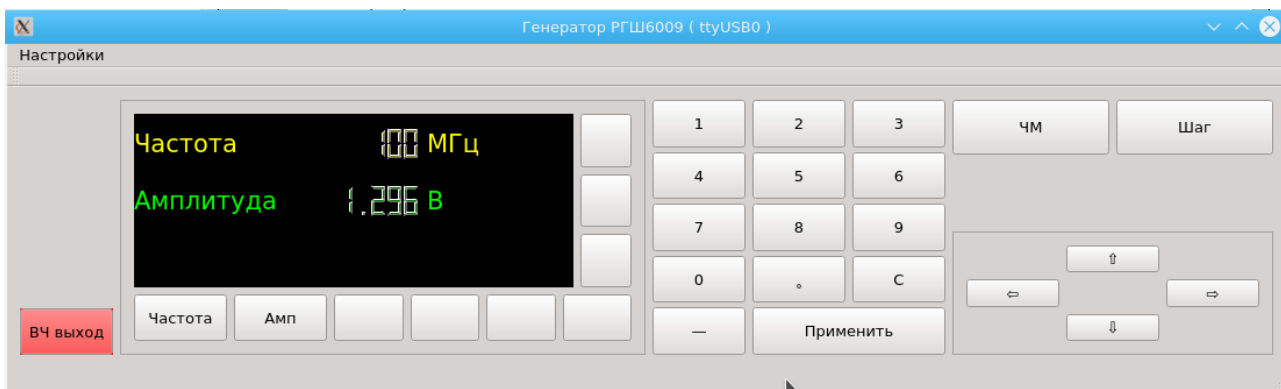 Генератор РГШ6009 ( ttyUSB0 )
Настройки
Частота 100 МГц
Амплитуда 1.296 В
Частота Амп
ВЧ выход
1 2 3
4 5 6
7 8 9
0 。 C
— Применить
ЧМ Шаг
⇧
⇦ ⇨
⇩